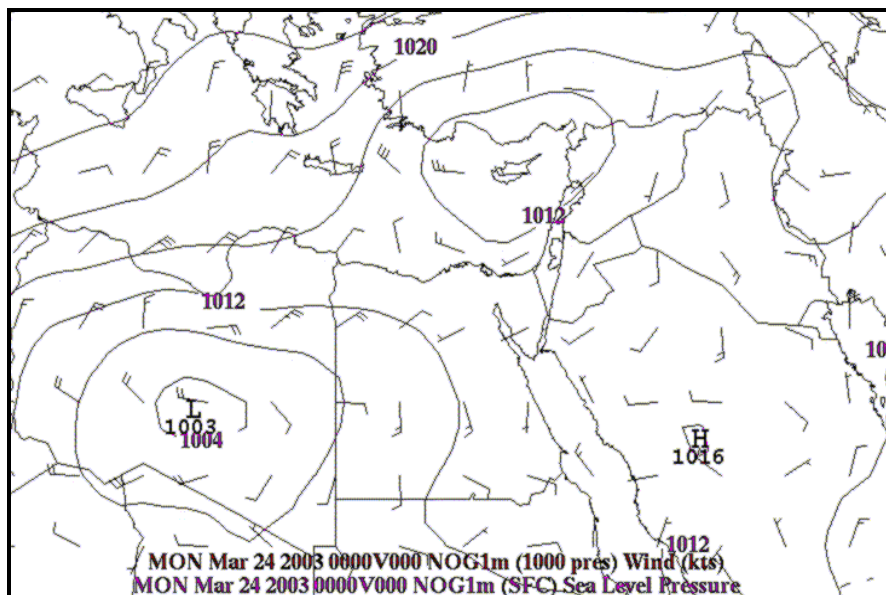 1020
1012
1012
10
L
1003
1004
H
1016
1012
MON Mar 24 2003 0000V000 NOG1m (1000 pres) Wind (kts)
MON Mar 24 2003 0000V000 NOG1m (SFC) Sea Level Pressure